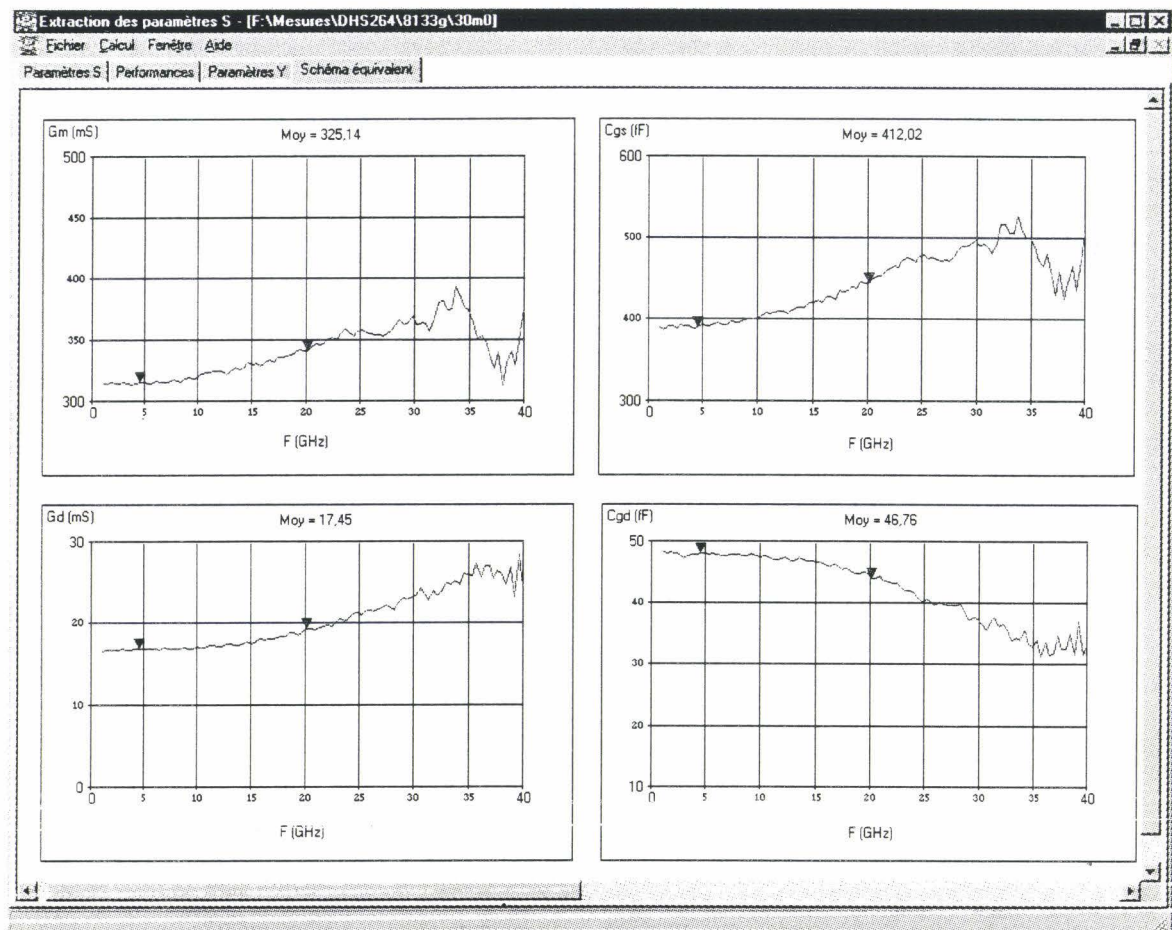 Extraction des paramètres S - [F:\Mesures\DHS264\8133g\30m0]
Fichier Calcul Fenêtre Aide
Paramètres S Performances Paramètres Y Schéma équivalent
Gm (mS)
Moy = 325,14
500
450
400
350
300
0 5 10 15 20 25 30 35 40
F (GHz)
Cgs (fF)
Moy = 412,02
600
500
400
300
0 5 10 15 20 25 30 35 40
F (GHz)
Gd (mS)
Moy = 17,45
30
20
10
0
0 5 10 15 20 25 30 35 40
F (GHz)
Cgd (fF)
Moy = 46,76
50
40
30
20
10
0 5 10 15 20 25 30 35 40
F (GHz)